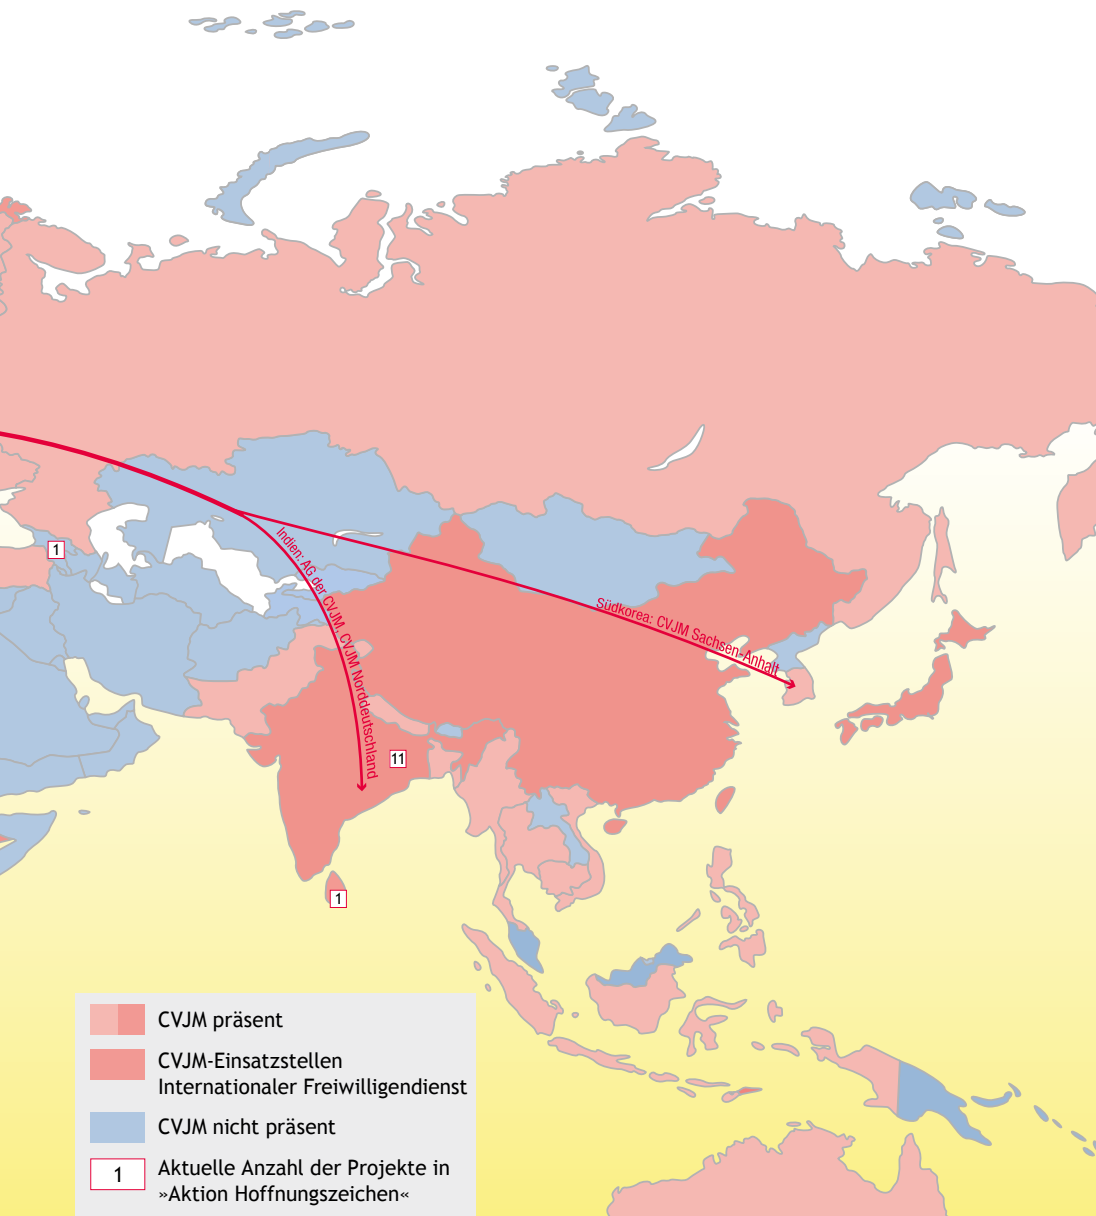 1
Indien: AG der CVJM, CVJM Norddeutschland
Südkorea: CVJM Sachsen-Anhalt
11
1
CVJM präsent
CVJM-Einsatzstellen
Internationaler Freiwilligendienst
CVJM nicht präsent
1
Aktuelle Anzahl der Projekte in
»Aktion Hoffnungszeichen«